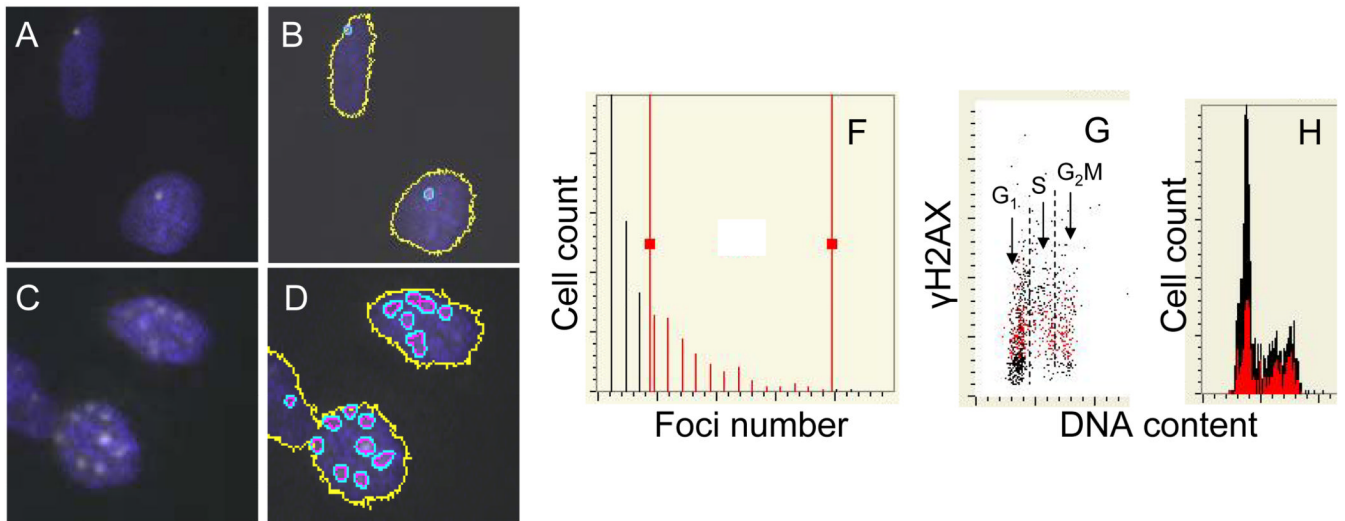 A
B
C
D
F
Cell count
Foci number
G
G₁
S
G₂M
γH2AX
H
Cell count
DNA content